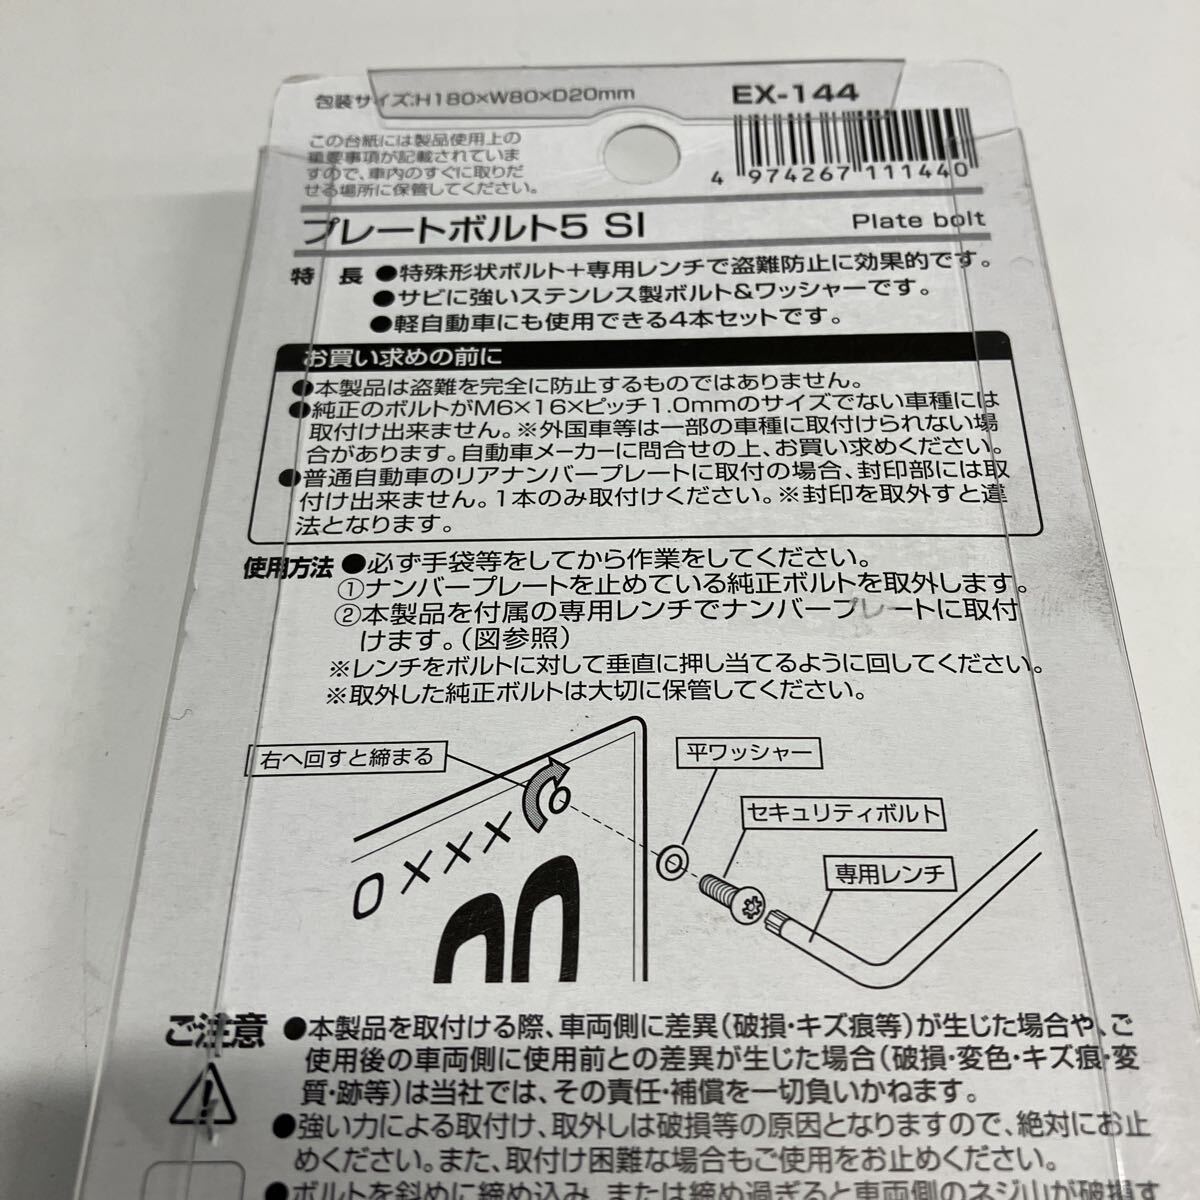 包装サイズ:H180×W80×D20mm
EX-144
この台紙には製品使用上の
重要事項が記載されていま
すので、車内のすぐに取りだ
せる場所に保管してください。
4 974267 111440
プレートボルト5 SI
Plate bolt
特長 ●特殊形状ボルト+専用レンチで盗難防止に効果的です。
●サビに強いステンレス製ボルト&ワッシャーです。
●軽自動車にも使用できる4本セットです。
お買い求めの前に
●本製品は盗難を完全に防止するものではありません。
●純正のボルトがM6×16×ピッチ1.0mmのサイズでない車種には
取付け出来ません。※外国車等は一部の車種に取付けられない場
合があります。自動車メーカーに問合せの上、お買い求めください。
●普通自動車のリアナンバープレートに取付の場合、封印部には取
付け出来ません。1本のみ取付けください。※封印を取外すと違
法となります。
使用方法 ●必ず手袋等をしてから作業をしてください。
①ナンバープレートを止めている純正ボルトを取外します。
②本製品を付属の専用レンチでナンバープレートに取付
けます。(図参照)
※レンチをボルトに対して垂直に押し当てるように回してください。
※取外した純正ボルトは大切に保管してください。
右へ回すと締まる
平ワッシャー
セキュリティボルト
専用レンチ
ご注意 ●本製品を取付ける際、車両側に差異(破損・キズ痕等)が生じた場合や、ご
使用後の車両側に使用前との差異が生じた場合(破損・変色・キズ痕・変
質・跡等)は当社では、その責任・補償を一切負いかねます。
●強い力による取付け、取外しは破損等の原因となりますので、絶対にお止
めください。また、取付け困難な場合もご使用をお止めください。
●ボルトを斜めに締め込み、または締め過ぎると車両側のネジ山が破損す